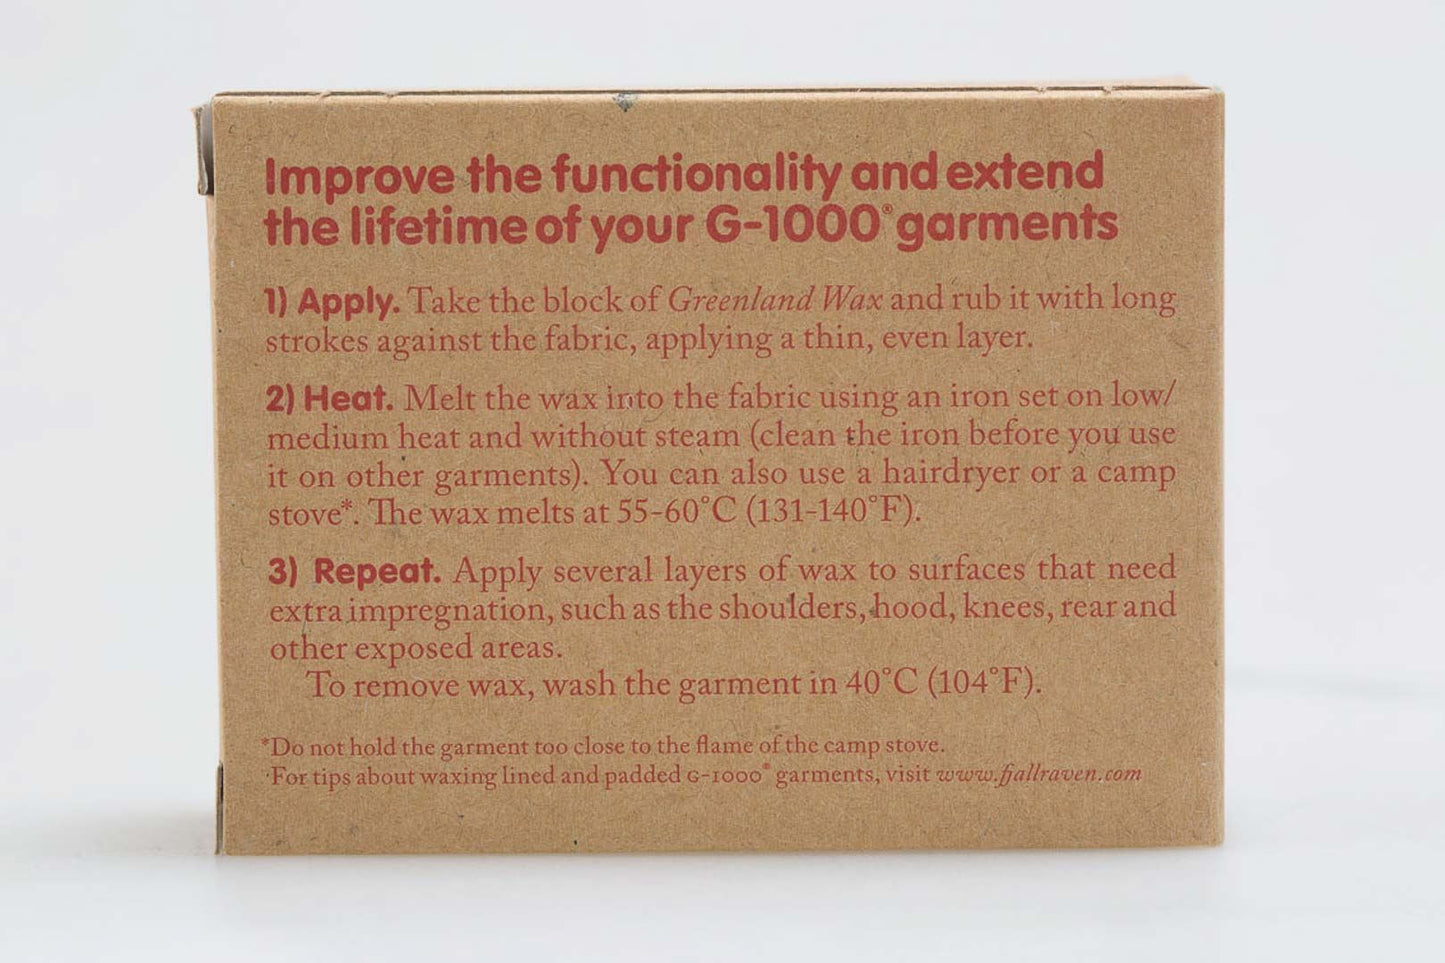 Improve the functionality and extend
the lifetime of your G-1000® garments
1) Apply. Take the block of Greenland Wax and rub it with long
strokes against the fabric, applying a thin, even layer.
2) Heat. Melt the wax into the fabric using an iron set on low/
medium heat and without steam (clean the iron before you use
it on other garments). You can also use a hairdryer or a camp
stove*. The wax melts at 55-60°C (131-140°F).
3) Repeat. Apply several layers of wax to surfaces that need
extra impregnation, such as the shoulders, hood, knees, rear and
other exposed areas.
To remove wax, wash the garment in 40°C (104°F).
*Do not hold the garment too close to the flame of the camp stove.
·For tips about waxing lined and padded G-1000® garments, visit www.fjallraven.com